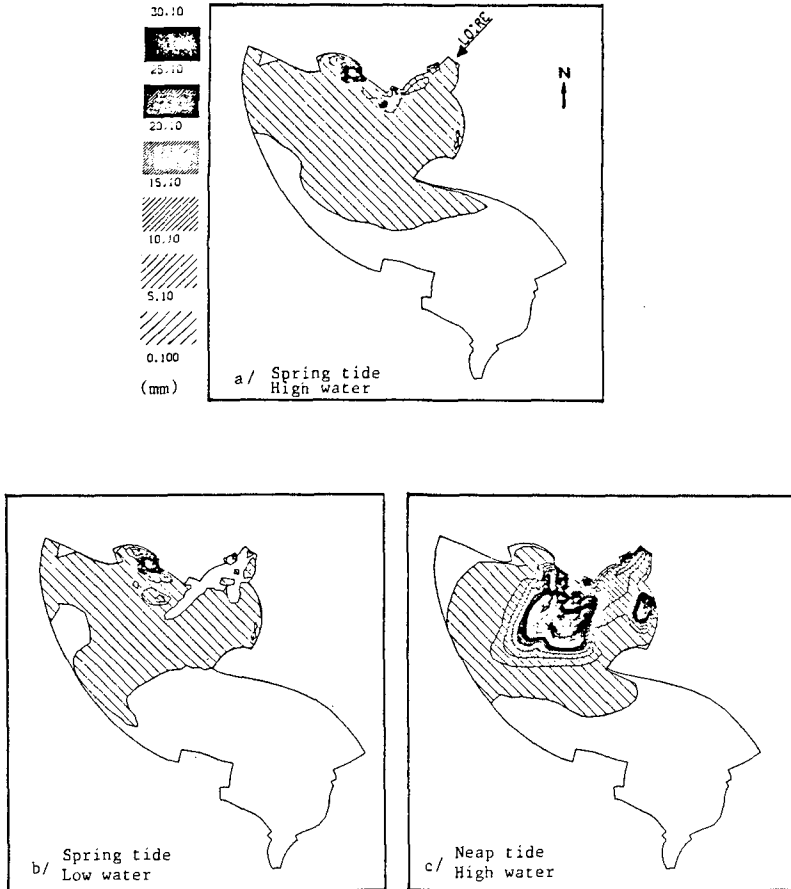 30.10
25.10
20.10
15.10
10.10
5.10
0.100
(mm)
LOIRE
N
a/ Spring tide
High water
b/ Spring tide
Low water
c/ Neap tide
High water